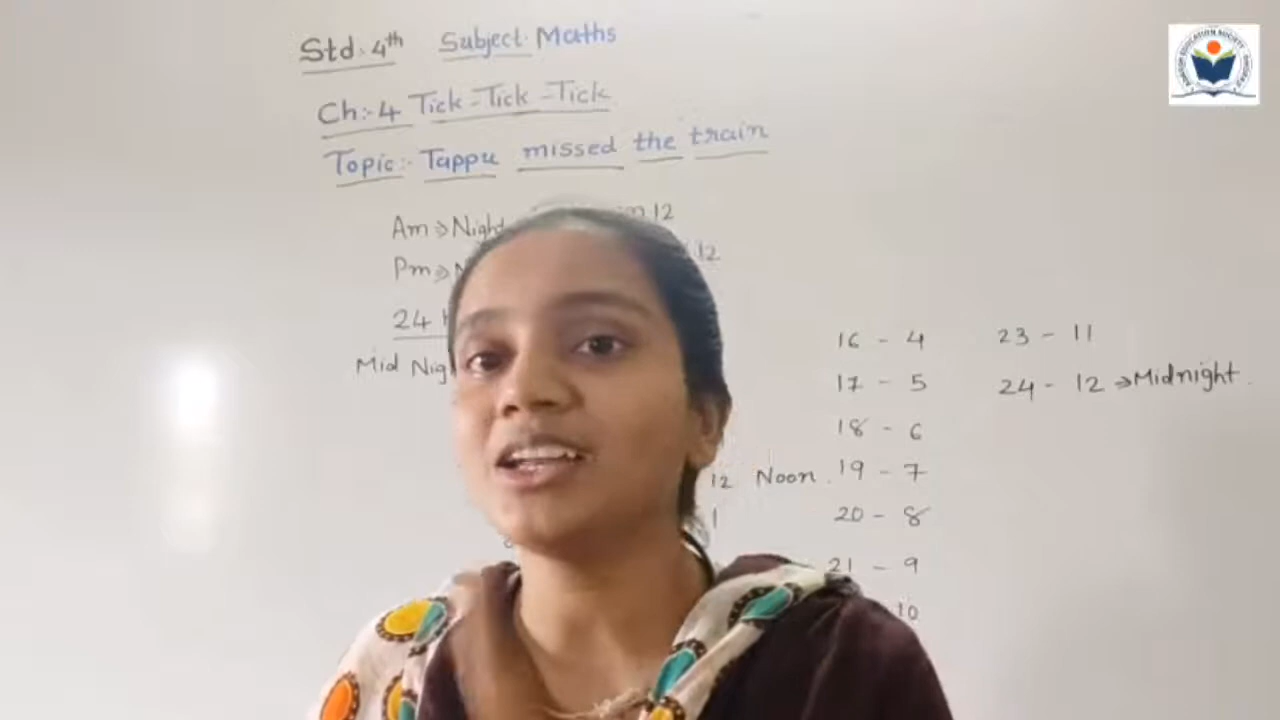 Std:- 4th Subject:- Maths
Ch:- 4 Tick-Tick-Tick
Topic:- Tappu missed the train
Am ⇒ Night 12
Pm ⇒ 12
24
Mid Nig
16 - 4
17 - 5
18 - 6
12 Noon. 19 - 7
1 20 - 8
21 - 9
10
23 - 11
24 - 12 ⇒ Midnight.